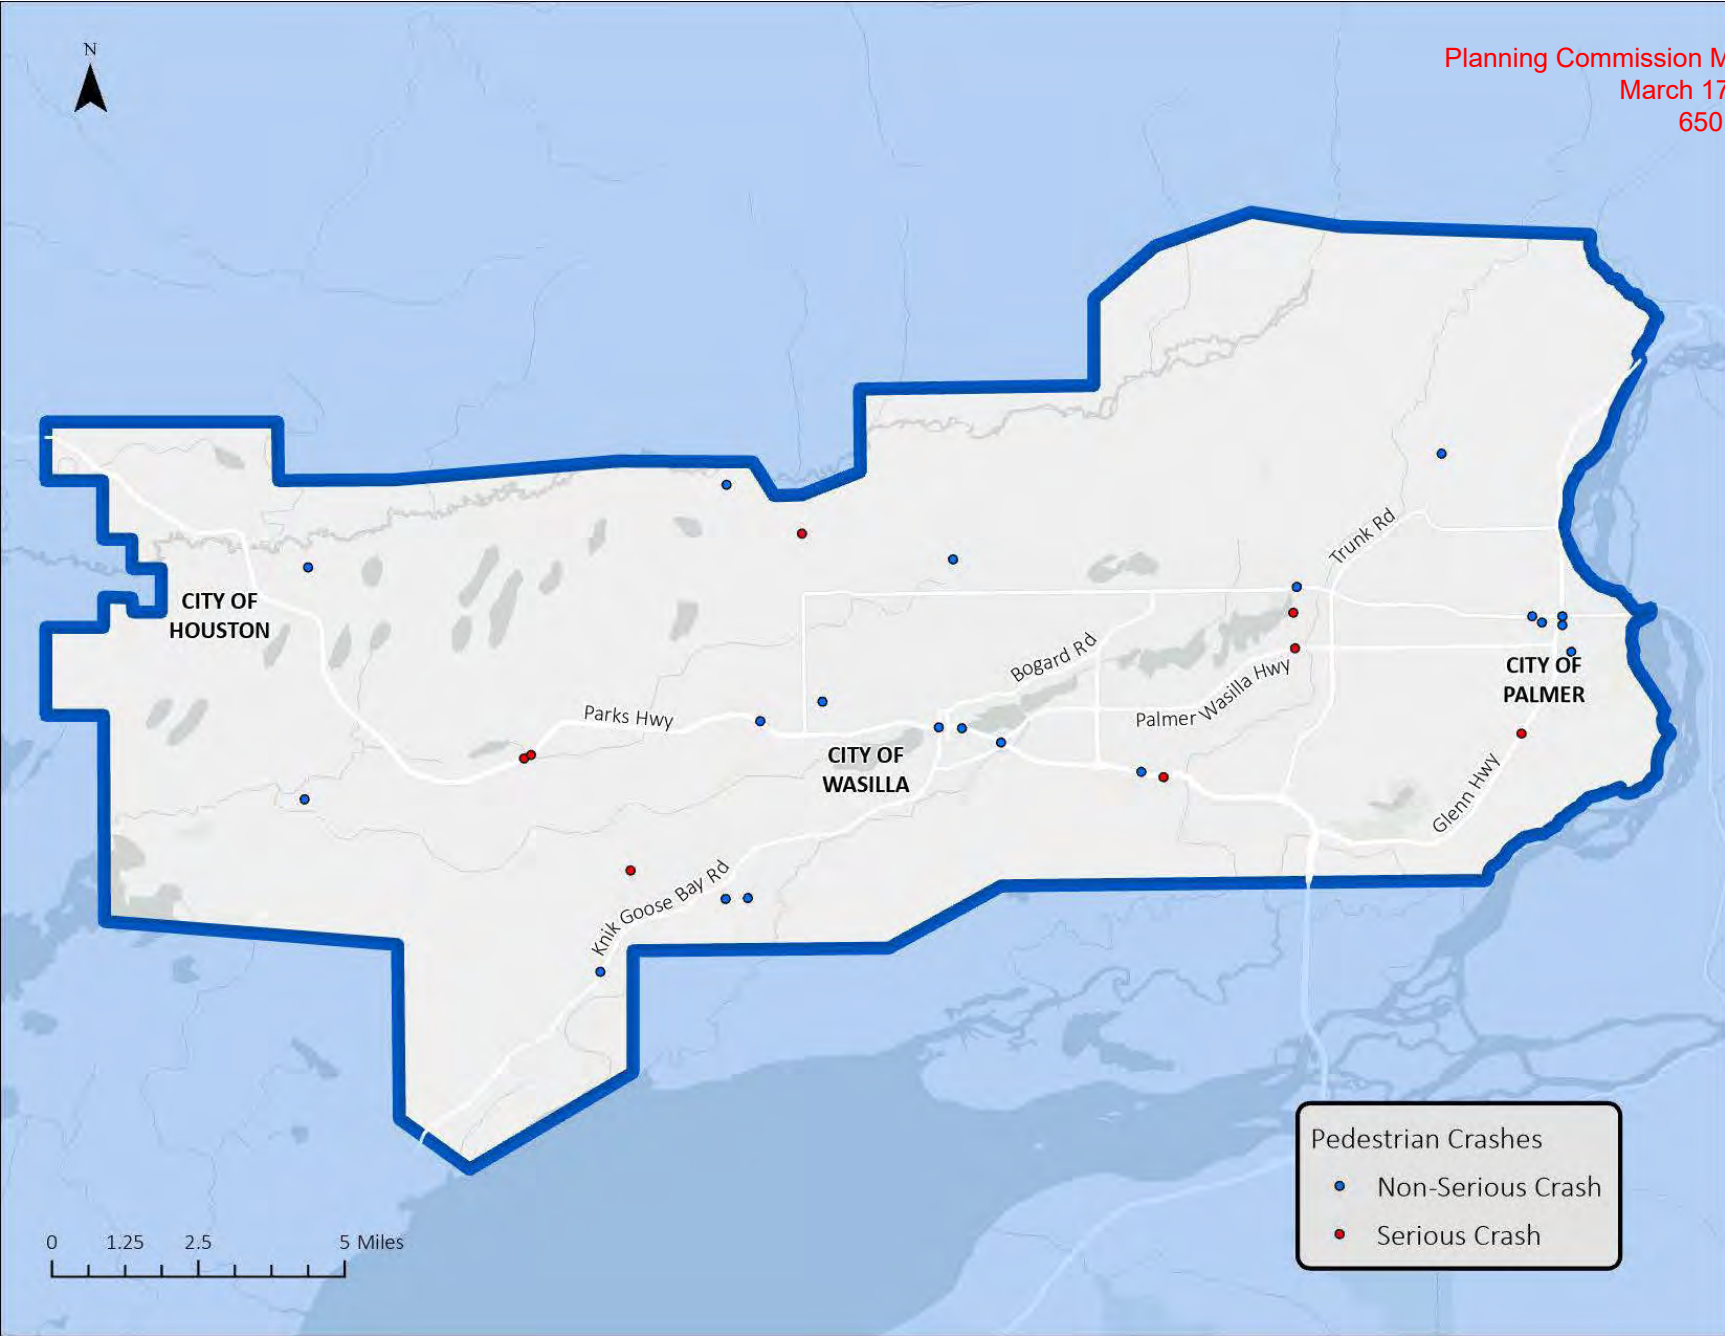 N
Planning Commission M
March 17
650
Trunk Rd
CITY OF
HOUSTON
Bogard Rd
CITY OF
PALMER
Palmer Wasilla Hwy
Parks Hwy
CITY OF
WASILLA
Glenn Hwy
Knik Goose Bay Rd
Pedestrian Crashes
Non-Serious Crash
Serious Crash
0 1.25 2.5 5 Miles